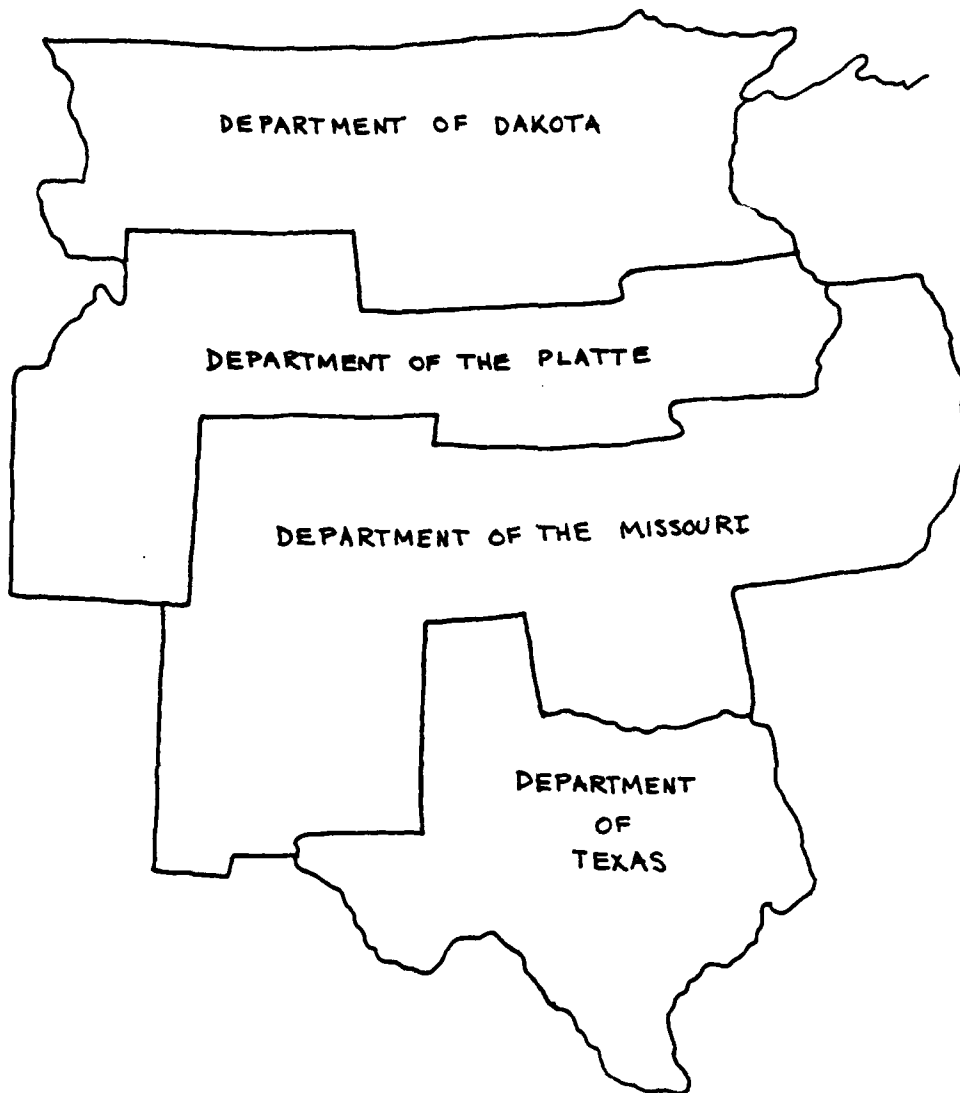 DEPARTMENT OF DAKOTA
DEPARTMENT OF THE PLATTE
DEPARTMENT OF THE MISSOURI
DEPARTMENT
OF
TEXAS